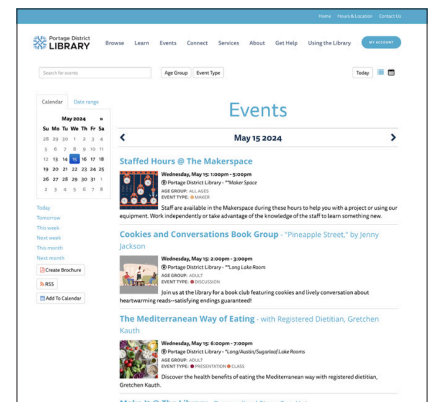 Home Hours & Location Contact Us
Portage District
LIBRARY
Browse Learn Events Connect Services About Get Help Using the Library MY ACCOUNT
Search for events Age Group Event Type Today
Calendar Date range
Events
May 2024 »
Su Mo Tu We Th Fr Sa
28 29 30 1 2 3 4
5 6 7 8 9 10 11
12 13 14 15 16 17 18
19 20 21 22 23 24 25
26 27 28 29 30 31 1
2 3 4 5 6 7 8
Today
Tomorrow
This week
Next week
This month
Next month
Create Brochure
RSS
Add To Calendar
May 15 2024
Staffed Hours @ The Makerspace
Wednesday, May 15: 1:00pm - 5:00pm
Portage District Library - **Maker Space
AGE GROUP: ALL AGES
EVENT TYPE: MAKER
Staff are available in the Makerspace during these hours to help you with a project or using our
equipment. Work independently or take advantage of the knowledge of the staff to learn something new.
Cookies and Conversations Book Group - "Pineapple Street," by Jenny
Jackson
Wednesday, May 15: 2:00pm - 3:00pm
Portage District Library - **Long Lake Room
AGE GROUP: ADULT
EVENT TYPE: DISCUSSION
Join us at the library for a book club featuring cookies and lively conversation about
heartwarming reads–satisfying endings guaranteed!
The Mediterranean Way of Eating - with Registered Dietitian, Gretchen
Kauth
Wednesday, May 15: 6:00pm - 7:00pm
Portage District Library - *Long/Austin/Sugarloaf Lake Rooms
AGE GROUP: ADULT
EVENT TYPE: PRESENTATION CLASS
Discover the health benefits of eating the Mediterranean way with registered dietitian,
Gretchen Kauth.